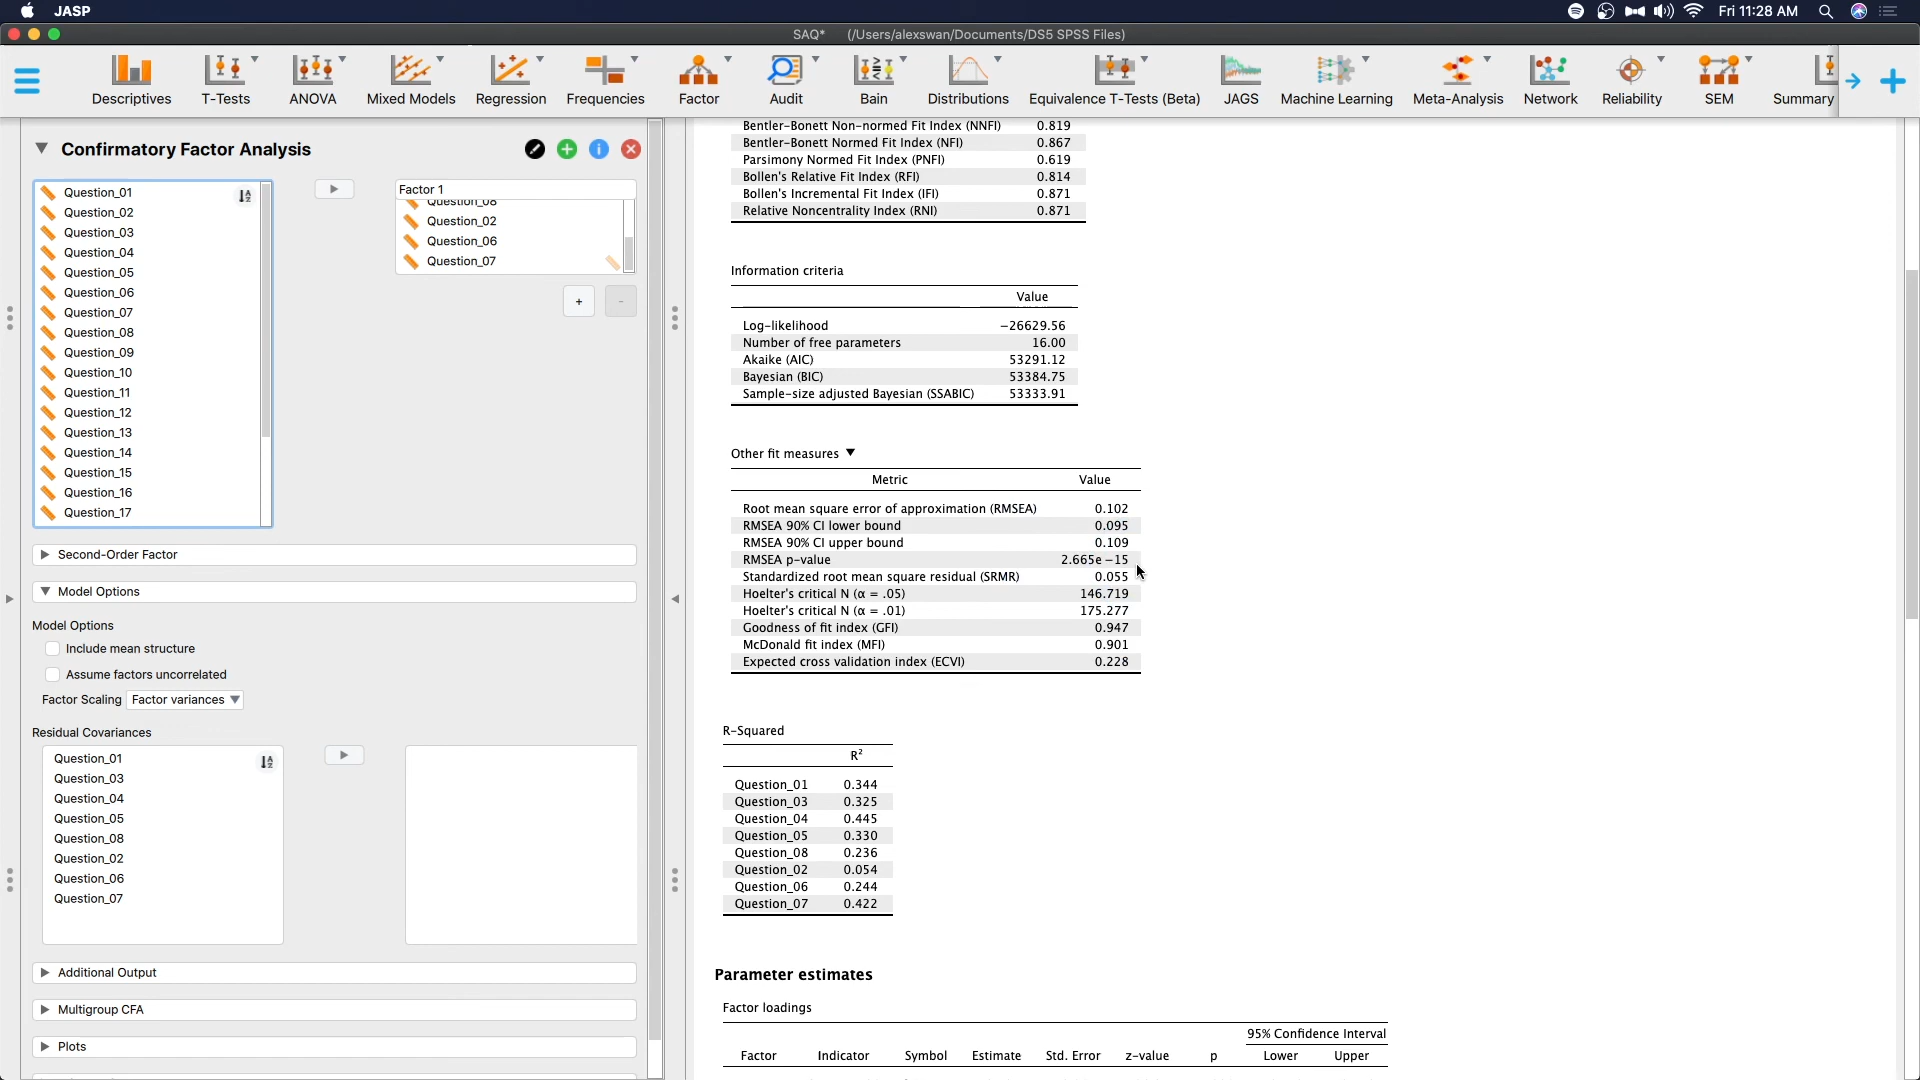 JASP
Fri 11:28 AM
SAQ* (/Users/alexswan/Documents/DS5 SPSS Files)
Descriptives T-Tests ANOVA Mixed Models Regression Frequencies Factor Audit Bain Distributions Equivalence T-Tests (Beta) JAGS Machine Learning Meta-Analysis Network Reliability SEM Summary
Confirmatory Factor Analysis
Question_01
Question_02
Question_03
Question_04
Question_05
Question_06
Question_07
Question_08
Question_09
Question_10
Question_11
Question_12
Question_13
Question_14
Question_15
Question_16
Question_17
Factor 1
Question_08
Question_02
Question_06
Question_07
+ -
Second-Order Factor
Model Options
Model Options
Include mean structure
Assume factors uncorrelated
Factor Scaling Factor variances
Residual Covariances
Question_01
Question_03
Question_04
Question_05
Question_08
Question_02
Question_06
Question_07
Additional Output
Multigroup CFA
Plots
Bentler-Bonett Non-normed Fit Index (NNFI) 0.819
Bentler-Bonett Normed Fit Index (NFI) 0.867
Parsimony Normed Fit Index (PNFI) 0.619
Bollen's Relative Fit Index (RFI) 0.814
Bollen's Incremental Fit Index (IFI) 0.871
Relative Noncentrality Index (RNI) 0.871
Information criteria
Value
Log-likelihood −26629.56
Number of free parameters 16.00
Akaike (AIC) 53291.12
Bayesian (BIC) 53384.75
Sample-size adjusted Bayesian (SSABIC) 53333.91
Other fit measures ▼
Metric Value
Root mean square error of approximation (RMSEA) 0.102
RMSEA 90% CI lower bound 0.095
RMSEA 90% CI upper bound 0.109
RMSEA p-value 2.665e −15
Standardized root mean square residual (SRMR) 0.055
Hoelter's critical N (α = .05) 146.719
Hoelter's critical N (α = .01) 175.277
Goodness of fit index (GFI) 0.947
McDonald fit index (MFI) 0.901
Expected cross validation index (ECVI) 0.228
R-Squared
R²
Question_01 0.344
Question_03 0.325
Question_04 0.445
Question_05 0.330
Question_08 0.236
Question_02 0.054
Question_06 0.244
Question_07 0.422
Parameter estimates
Factor loadings
95% Confidence Interval
Factor Indicator Symbol Estimate Std. Error z-value p Lower Upper